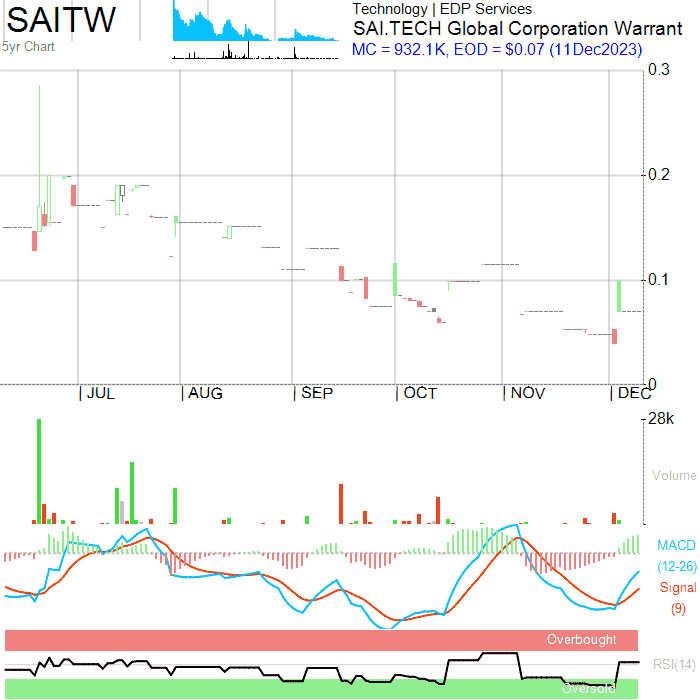 SAITW
5yr Chart
Technology | EDP Services
SAI.TECH Global Corporation Warrant
MC = 932.1K, EOD = $0.07 (11Dec2023)
0.3
0.2
0.1
0
| JUL | AUG | SEP | OCT | NOV | DEC
28k
Volume
MACD
(12-26)
Signal
(9)
Overbought
RSI(14)
Oversold